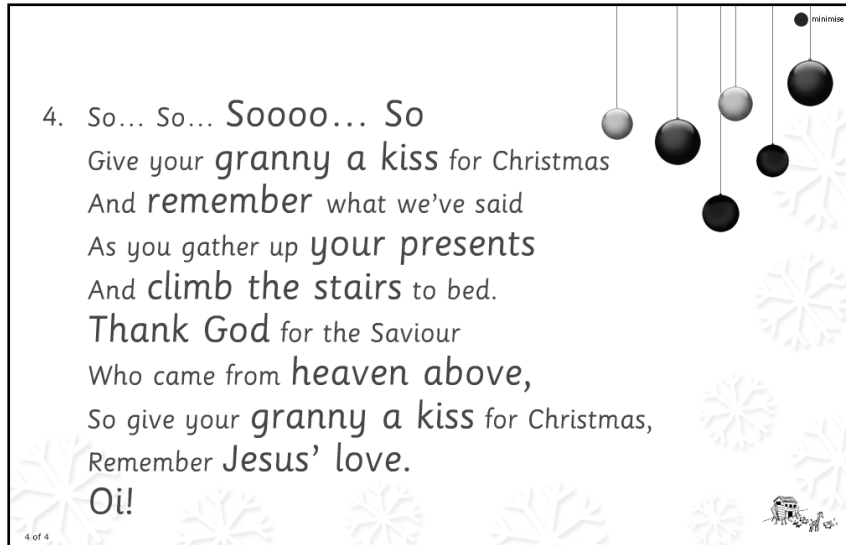 minimise
4. So... So... Soooo... So
Give your granny a kiss for Christmas
And remember what we've said
As you gather up your presents
And climb the stairs to bed.
Thank God for the Saviour
Who came from heaven above,
So give your granny a kiss for Christmas,
Remember Jesus' love.
Oi!
4 of 4